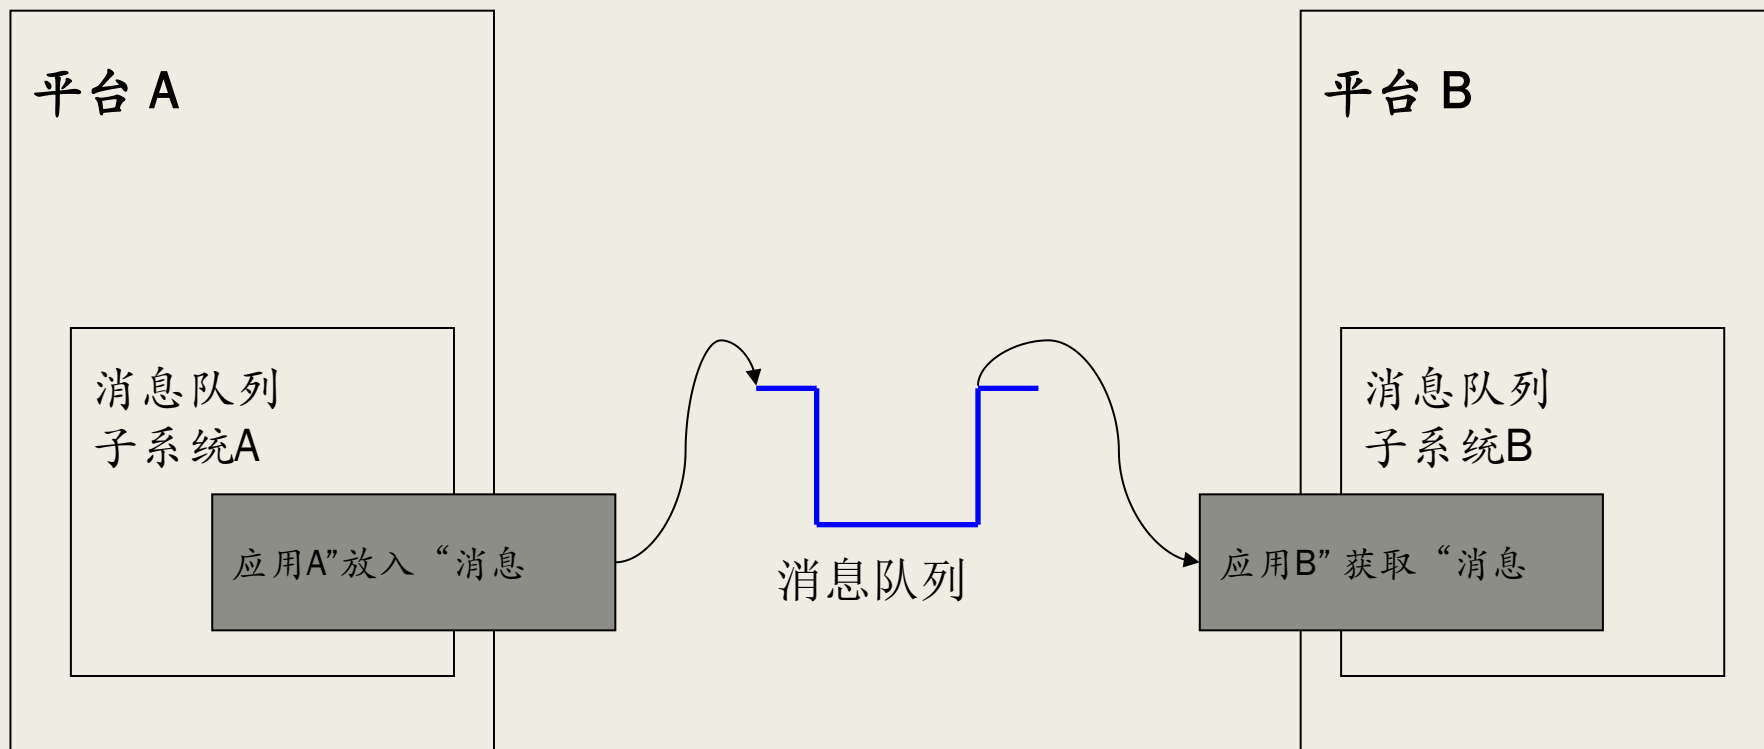 平台 A
消息队列
子系统A
应用A”放入“消息
消息队列
平台 B
消息队列
子系统B
应用B” 获取“消息